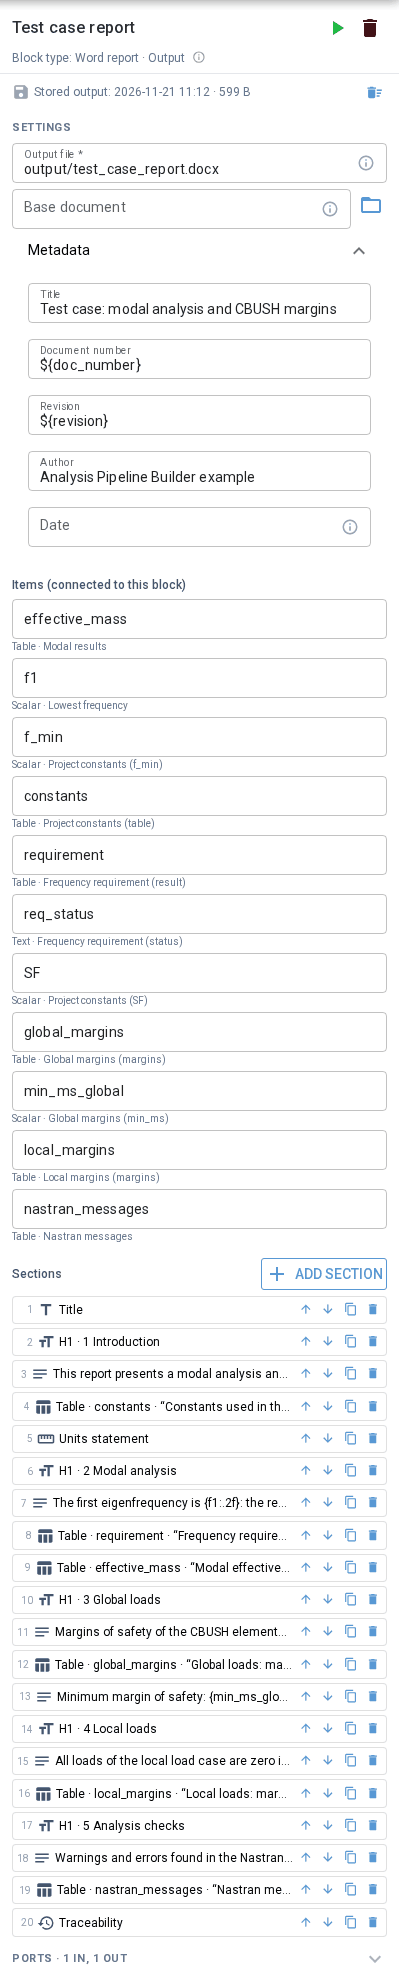 Test case report
Block type: Word report · Output
Stored output: 2026-11-21 11:12 · 599 B
SETTINGS
Output file *
output/test_case_report.docx
Base document
Metadata
Title
Test case: modal analysis and CBUSH margins
Document number
${doc_number}
Revision
${revision}
Author
Analysis Pipeline Builder example
Date
Items (connected to this block)
effective_mass
Table · Modal results
f1
Scalar · Lowest frequency
f_min
Scalar · Project constants (f_min)
constants
Table · Project constants (table)
requirement
Table · Frequency requirement (result)
req_status
Text · Frequency requirement (status)
SF
Scalar · Project constants (SF)
global_margins
Table · Global margins (margins)
min_ms_global
Scalar · Global margins (min_ms)
local_margins
Table · Local margins (margins)
nastran_messages
Table · Nastran messages
Sections
ADD SECTION
1 Title
2 H1 · 1 Introduction
3 This report presents a modal analysis an...
4 Table · constants · “Constants used in th...
5 Units statement
6 H1 · 2 Modal analysis
7 The first eigenfrequency is {f1:.2f}: the re...
8 Table · requirement · “Frequency require...
9 Table · effective_mass · “Modal effective...
10 H1 · 3 Global loads
11 Margins of safety of the CBUSH element...
12 Table · global_margins · “Global loads: ma...
13 Minimum margin of safety: {min_ms_glo...
14 H1 · 4 Local loads
15 All loads of the local load case are zero i...
16 Table · local_margins · “Local loads: mar...
17 H1 · 5 Analysis checks
18 Warnings and errors found in the Nastran...
19 Table · nastran_messages · “Nastran me...
20 Traceability
PORTS · 1 IN, 1 OUT